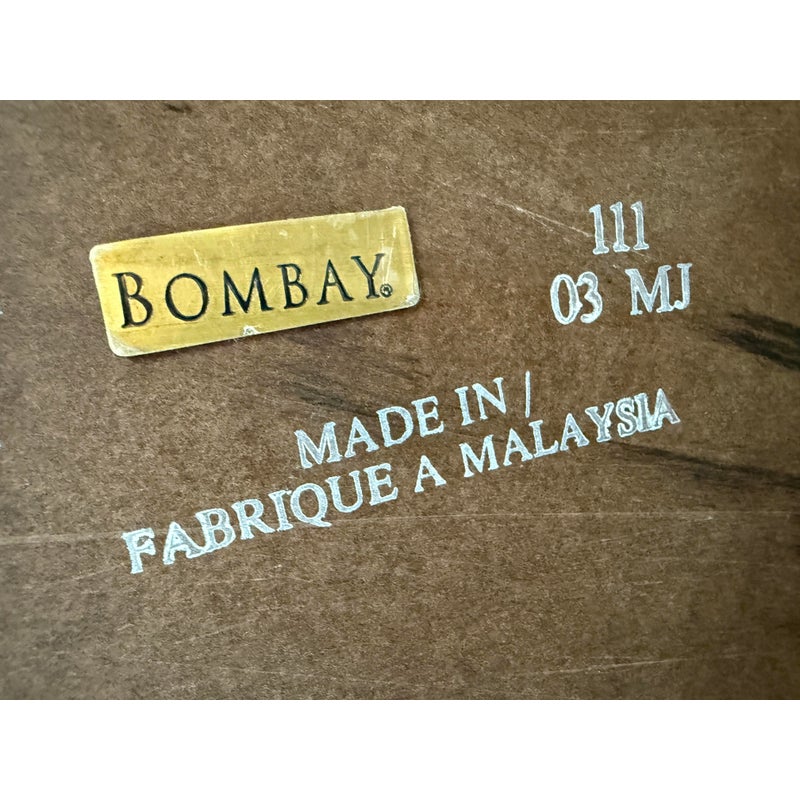 BOMBAY®
111
03 MJ
MADE IN /
FABRIQUE A MALAYSIA